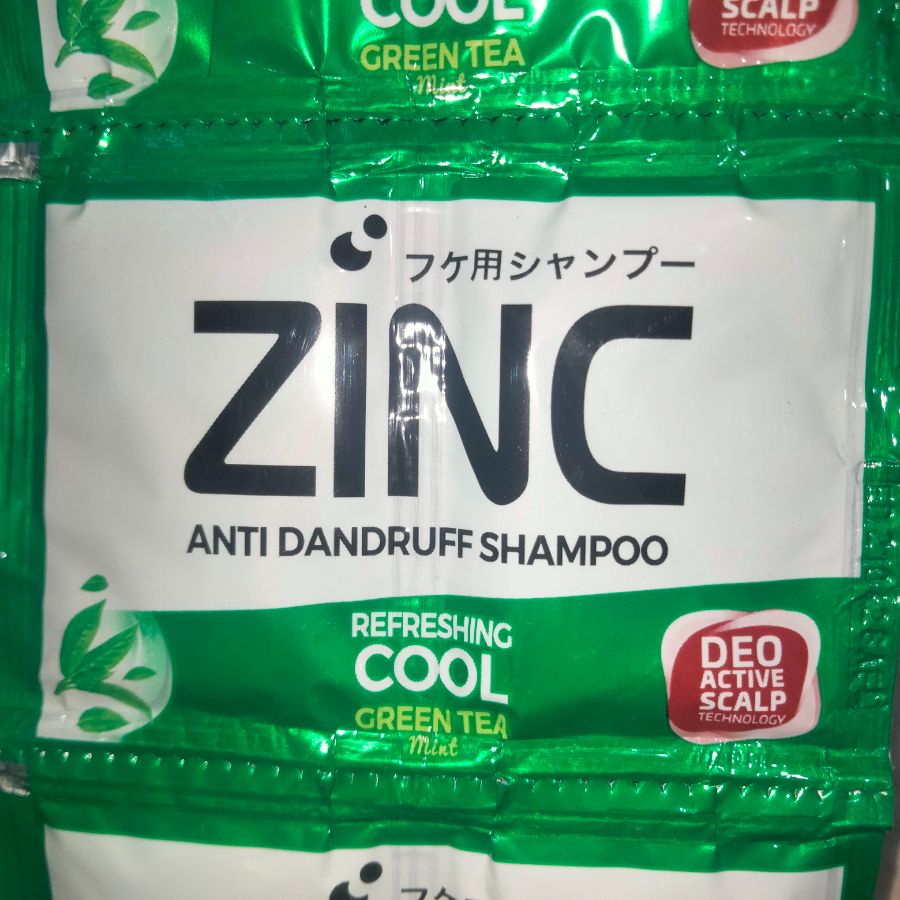 COOL
GREEN TEA
Mint
SCALP
TECHNOLOGY
フケ用シャンプー
ZINC
ANTI DANDRUFF SHAMPOO
REFRESHING
COOL
GREEN TEA
Mint
DEO
ACTIVE
SCALP
TECHNOLOGY